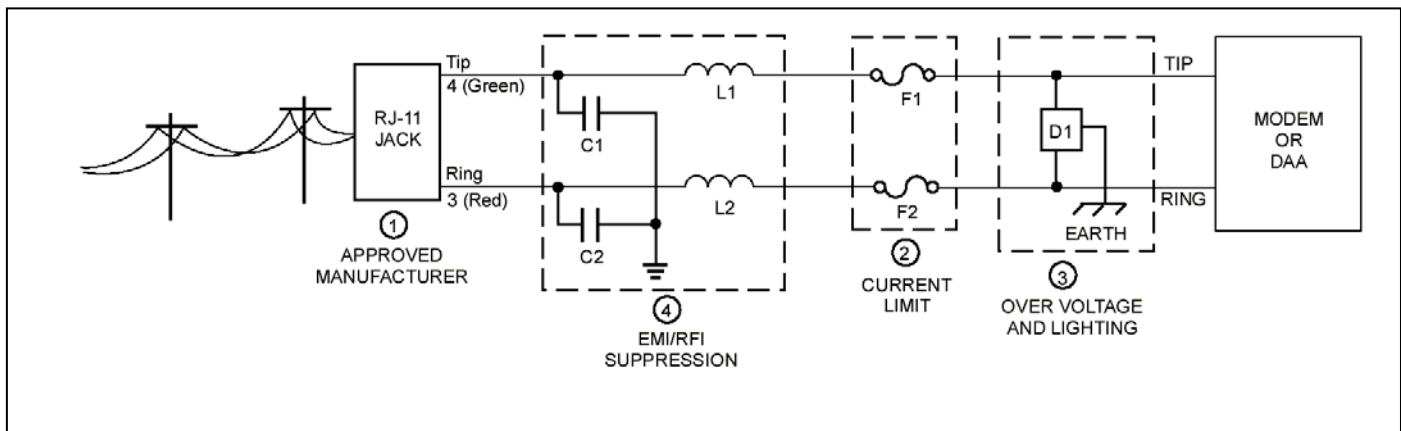 RJ-11
JACK
Tip
4 (Green)
Ring
3 (Red)
1
APPROVED
MANUFACTURER
C1
C2
L1
L2
4
EMI/RFI
SUPPRESSION
F1
F2
2
CURRENT
LIMIT
D1
EARTH
3
OVER VOLTAGE
AND LIGHTING
TIP
RING
MODEM
OR
DAA